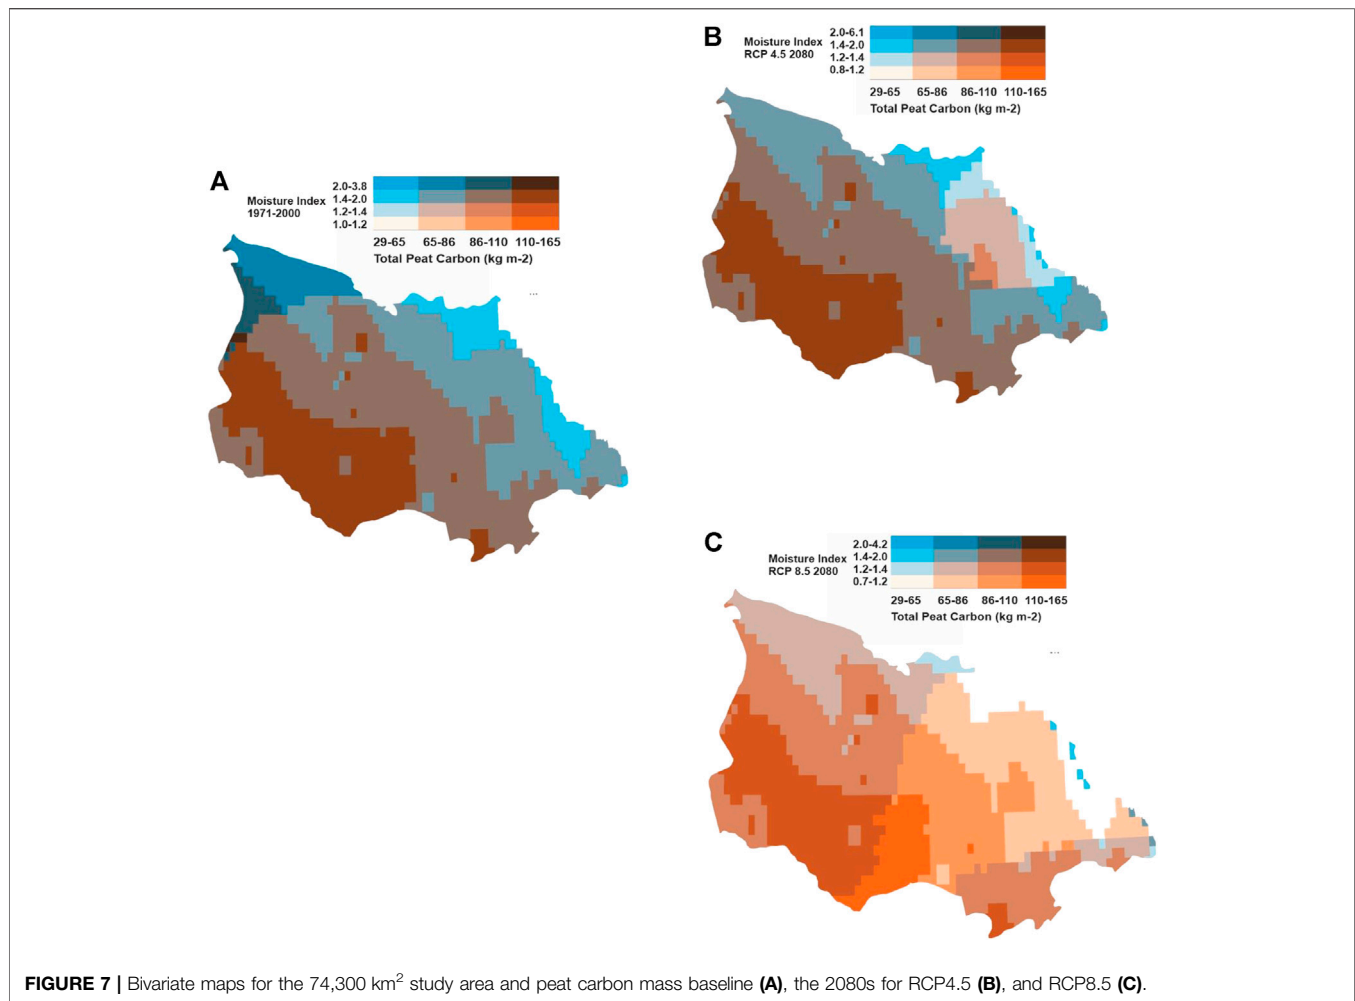 A
Moisture Index
1971-2000
2.0-3.8
1.4-2.0
1.2-1.4
1.0-1.2
29-65 65-86 86-110 110-165
Total Peat Carbon (kg m-2)
...
B
Moisture Index
RCP 4.5 2080
2.0-6.1
1.4-2.0
1.2-1.4
0.8-1.2
29-65 65-86 86-110 110-165
Total Peat Carbon (kg m-2)
C
Moisture Index
RCP 8.5 2080
2.0-4.2
1.4-2.0
1.2-1.4
0.7-1.2
29-65 65-86 86-110 110-165
Total Peat Carbon (kg m-2)
...
FIGURE 7 | Bivariate maps for the 74,300 km² study area and peat carbon mass baseline (A), the 2080s for RCP4.5 (B), and RCP8.5 (C).